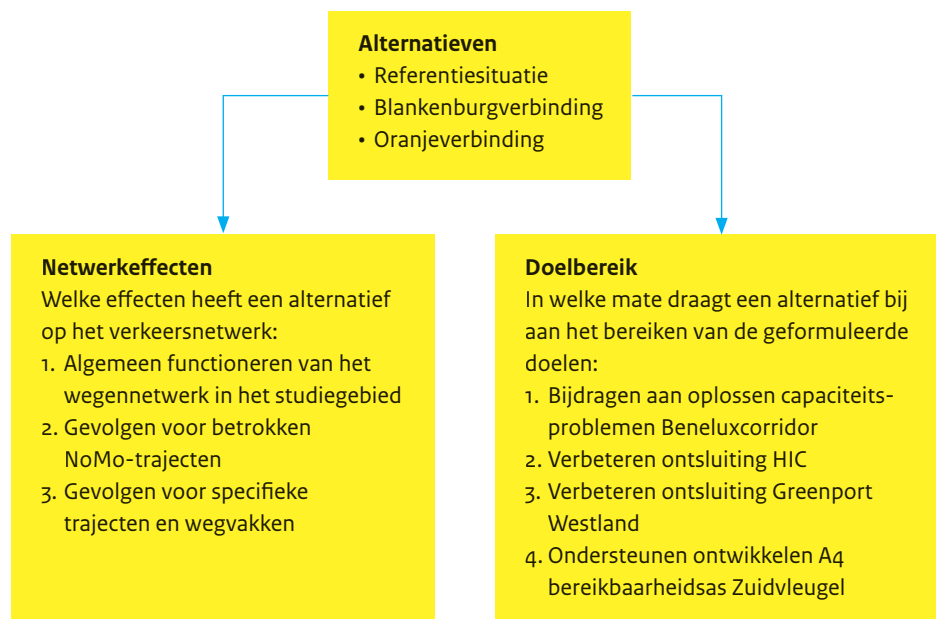 Alternatieven
• Referentiesituatie
• Blankenburgverbinding
• Oranjeverbinding
Netwerkeffecten
Welke effecten heeft een alternatief
op het verkeersnetwerk:
1. Algemeen functioneren van het
wegennetwerk in het studiegebied
2. Gevolgen voor betrokken
NoMo-trajecten
3. Gevolgen voor specifieke
trajecten en wegvakken
Doelbereik
In welke mate draagt een alternatief bij
aan het bereiken van de geformuleerde
doelen:
1. Bijdragen aan oplossen capaciteits-
problemen Beneluxcorridor
2. Verbeteren ontsluiting HIC
3. Verbeteren ontsluiting Greenport
Westland
4. Ondersteunen ontwikkelen A4
bereikbaarheidsas Zuidvleugel